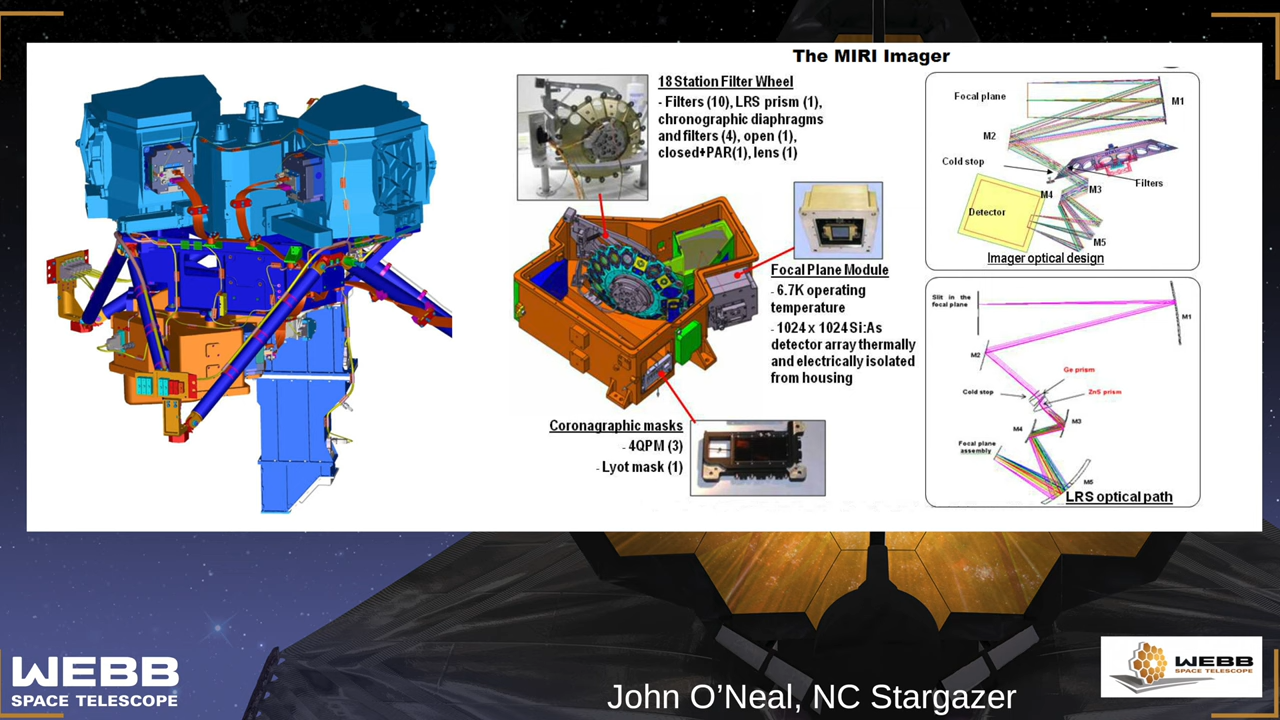 The MIRI Imager
18 Station Filter Wheel
- Filters (10), LRS prism (1),
chronographic diaphragms
and filters (4), open (1),
closed+PAR(1), lens (1)
Focal Plane Module
- 6.7K operating
temperature
- 1024 x 1024 Si:As
detector array thermally
and electrically isolated
from housing
Coronagraphic masks
- 4QPM (3)
- Lyot mask (1)
Focal plane
M1
M2
Cold stop
Filters
M4
M3
Detector
M5
Imager optical design
Slit in the
focal plane
M1
M2
Ge prism
Cold stop
ZnS prism
M4
M3
Focal plane
assembly
M5
LRS optical path
WEBB
SPACE TELESCOPE
John O’Neal, NC Stargazer
WEBB
SPACE TELESCOPE